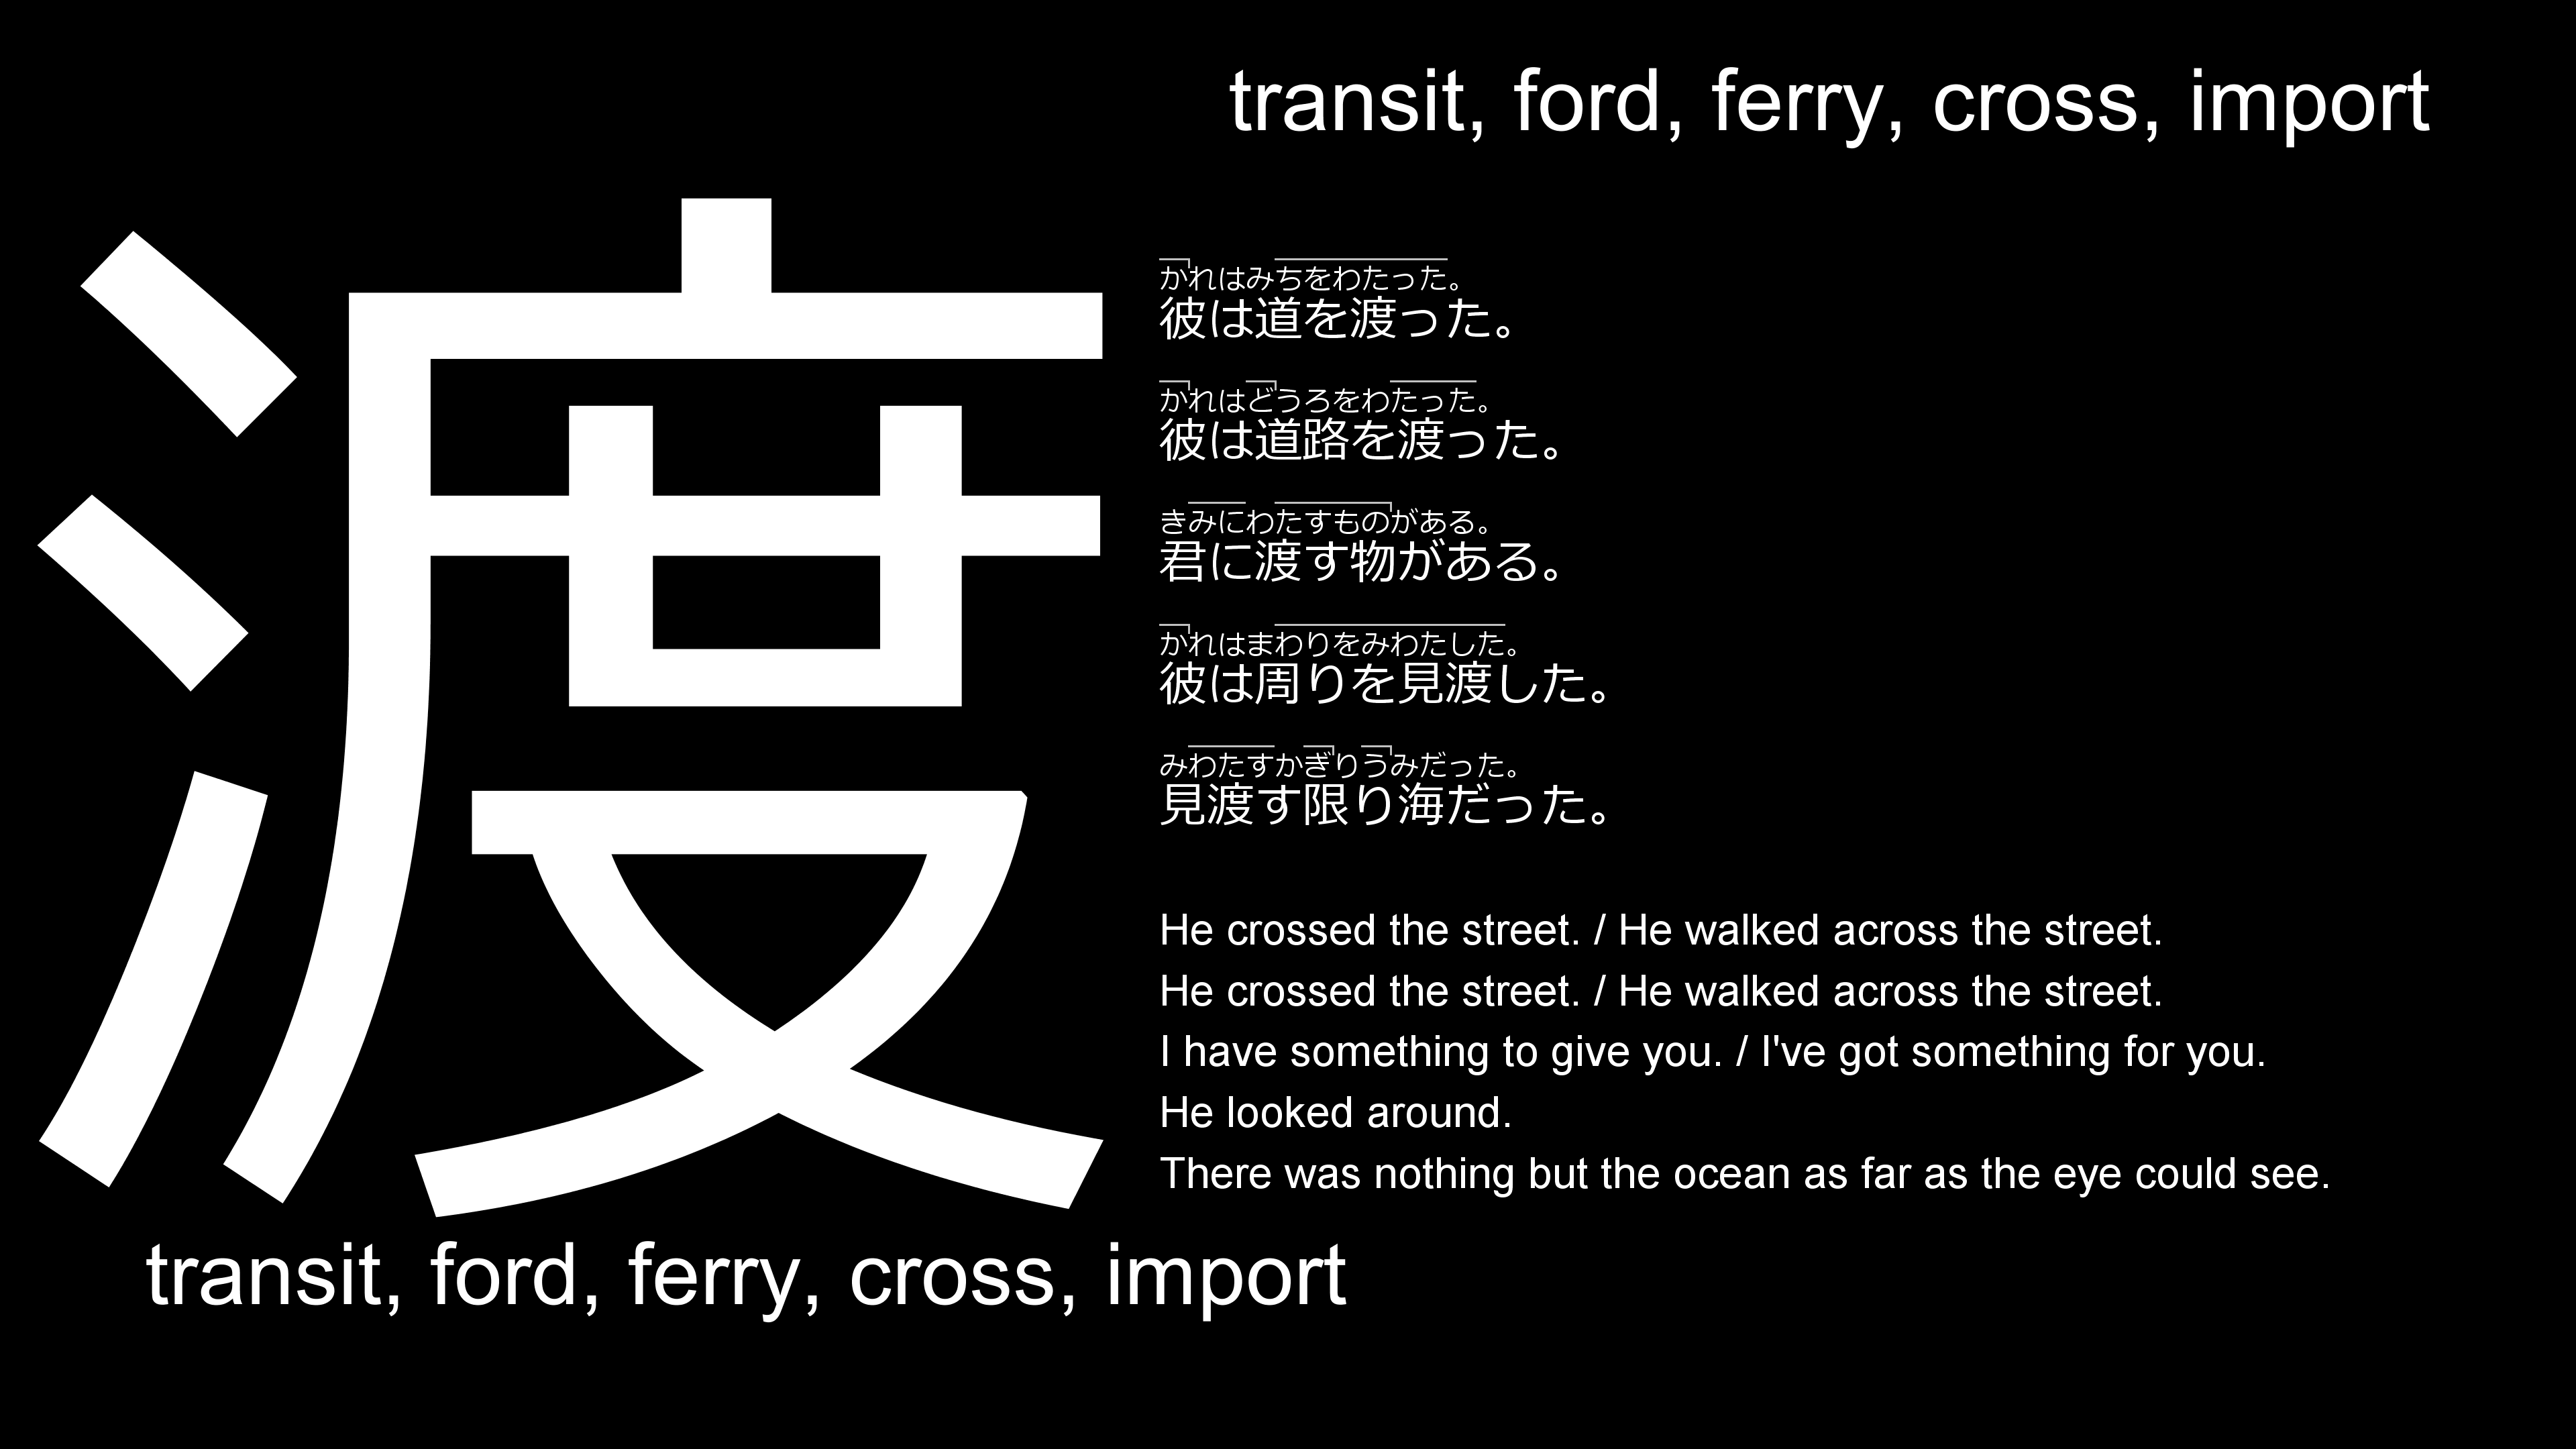 transit, ford, ferry, cross, import
渡
かれはみちをわたった。
彼は道を渡った。
かれはどうろをわたった。
彼は道路を渡った。
きみにわたすものがある。
君に渡す物がある。
かれはまわりをみわたした。
彼は周りを見渡した。
みわたすかぎりうみだった。
見渡す限り海だった。
He crossed the street. / He walked across the street.
He crossed the street. / He walked across the street.
I have something to give you. / I've got something for you.
He looked around.
There was nothing but the ocean as far as the eye could see.
transit, ford, ferry, cross, import